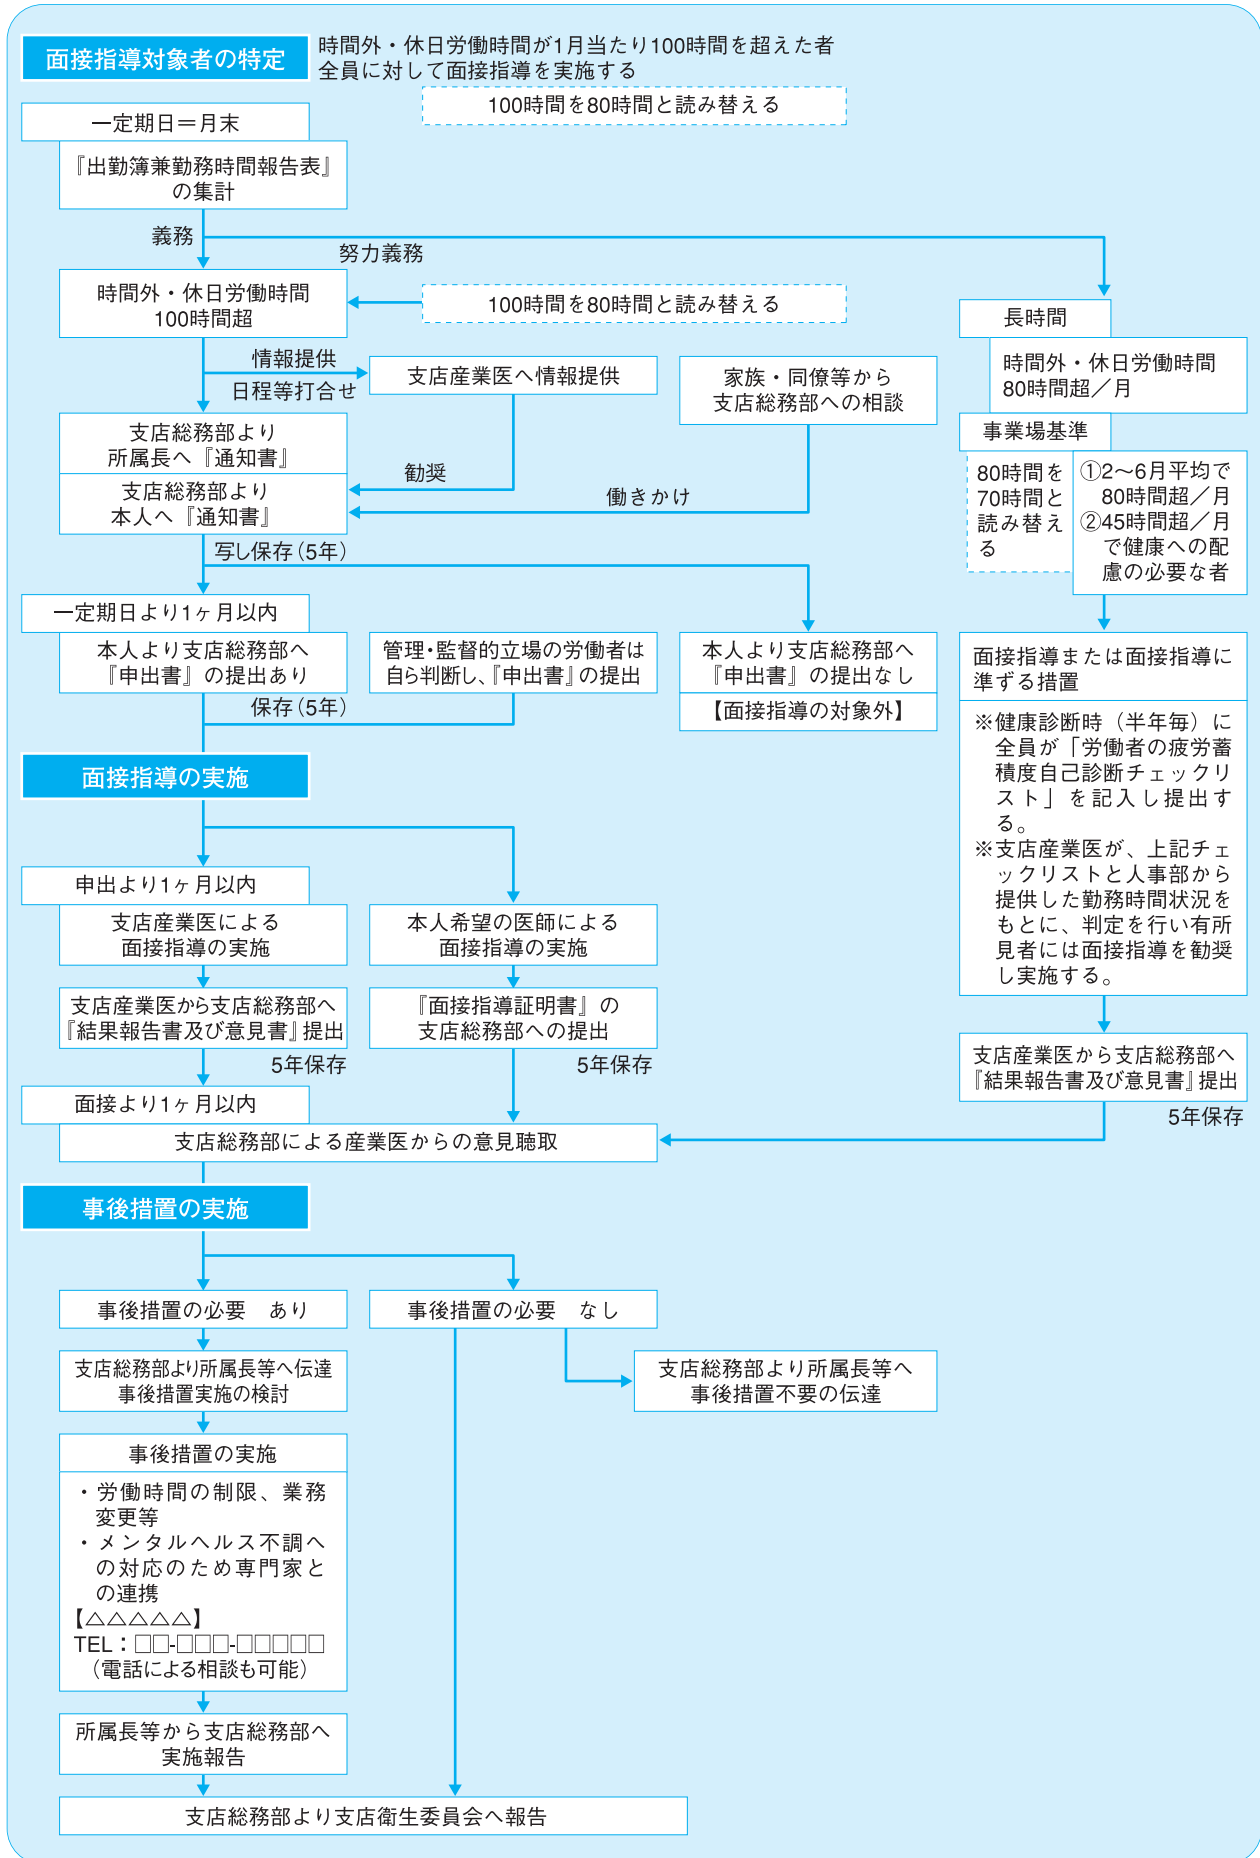 面接指導対象者の特定
時間外・休日労働時間が1月当たり100時間を超えた者
全員に対して面接指導を実施する
100時間を80時間と読み替える
一定期日＝月末
『出勤簿兼勤務時間報告表』
の集計
義務
努力義務
時間外・休日労働時間
100時間超
100時間を80時間と読み替える
長時間
時間外・休日労働時間
80時間超／月
情報提供
日程等打合せ
支店産業医へ情報提供
家族・同僚等から
支店総務部への相談
支店総務部より
所属長へ『通知書』
支店総務部より
本人へ『通知書』
勧奨
働きかけ
事業場基準
80時間を
70時間と
読み替え
る
①2〜6月平均で
80時間超／月
②45時間超／月
で健康への配
慮の必要な者
写し保存（5年）
一定期日より1ヶ月以内
本人より支店総務部へ
『申出書』の提出あり
管理・監督的立場の労働者は
自ら判断し、『申出書』の提出
本人より支店総務部へ
『申出書』の提出なし
【面接指導の対象外】
保存（5年）
面接指導または面接指導に
準ずる措置
※健康診断時（半年毎）に
全員が「労働者の疲労蓄
積度自己診断チェックリ
スト」を記入し提出す
る。
※支店産業医が、上記チェ
ックリストと人事部から
提供した勤務時間状況を
もとに、判定を行い有所
見者には面接指導を勧奨
し実施する。
面接指導の実施
申出より1ヶ月以内
支店産業医による
面接指導の実施
本人希望の医師による
面接指導の実施
支店産業医から支店総務部へ
『結果報告書及び意見書』提出
5年保存
『面接指導証明書』の
支店総務部への提出
5年保存
支店産業医から支店総務部へ
『結果報告書及び意見書』提出
5年保存
面接より1ヶ月以内
支店総務部による産業医からの意見聴取
事後措置の実施
事後措置の必要　あり
事後措置の必要　なし
支店総務部より所属長等へ伝達
事後措置実施の検討
支店総務部より所属長等へ
事後措置不要の伝達
事後措置の実施
・労働時間の制限、業務
変更等
・メンタルヘルス不調へ
の対応のため専門家と
の連携
【△△△△△】
TEL：□□-□□□-□□□□□
（電話による相談も可能）
所属長等から支店総務部へ
実施報告
支店総務部より支店衛生委員会へ報告